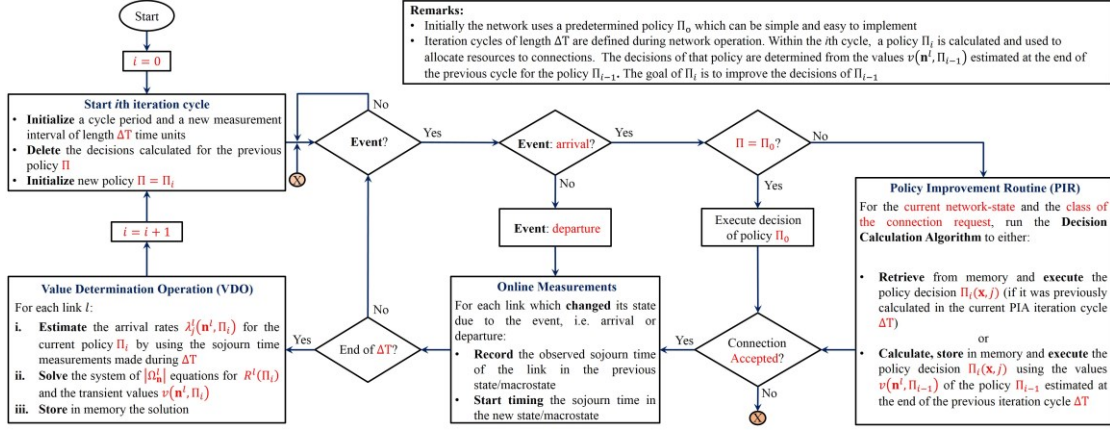 Start
Remarks:
• Initially the network uses a predetermined policy Π₀ which can be simple and easy to implement
• Iteration cycles of length ΔT are defined during network operation. Within the ith cycle, a policy Πᵢ is calculated and used to
allocate resources to connections. The decisions of that policy are determined from the values v(nˡ, Πᵢ₋₁) estimated at the end
of the previous cycle for the policy Πᵢ₋₁. The goal of Πᵢ is to improve the decisions of Πᵢ₋₁
i = 0
Start ith iteration cycle
• Initialize a cycle period and a new measurement
interval of length ΔT time units
• Delete the decisions calculated for the previous
policy Π
• Initialize new policy Π = Πᵢ
No
Event?
Yes
X
Event: arrival?
Yes
Π = Π₀?
No
No
Yes
Event: departure
Execute decision
of policy Π₀
Policy Improvement Routine (PIR)
For the current network-state and the class of
the connection request, run the Decision
Calculation Algorithm to either:
• Retrieve from memory and execute the
policy decision Πᵢ(x, j) (if it was previously
calculated in the current PIA iteration cycle
ΔT)
or
• Calculate, store in memory and execute the
policy decision Πᵢ(x, j) using the values
v(nˡ, Πᵢ₋₁) of the policy Πᵢ₋₁ estimated at
the end of the previous iteration cycle ΔT
i = i + 1
Value Determination Operation (VDO)
For each link l:
i. Estimate the arrival rates λⱼˡ(nˡ, Πᵢ) for the
current policy Πᵢ by using the sojourn time
measurements made during ΔT
ii. Solve the system of |Ωₙˡ| equations for Rˡ(Πᵢ)
and the transient values v(nˡ, Πᵢ)
iii. Store in memory the solution
Yes
No
End of ΔT?
Online Measurements
For each link which changed its state
due to the event, i.e. arrival or
departure:
• Record the observed sojourn time
of the link in the previous
state/macrostate
• Start timing the sojourn time in
the new state/macrostate
Yes
Connection
Accepted?
No
X